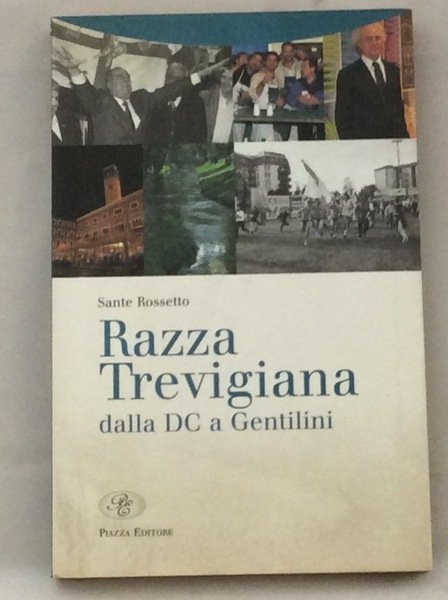 Sante Rossetto
Razza
Trevigiana
dalla DC a Gentilini
PE
PIAZZA EDITORE